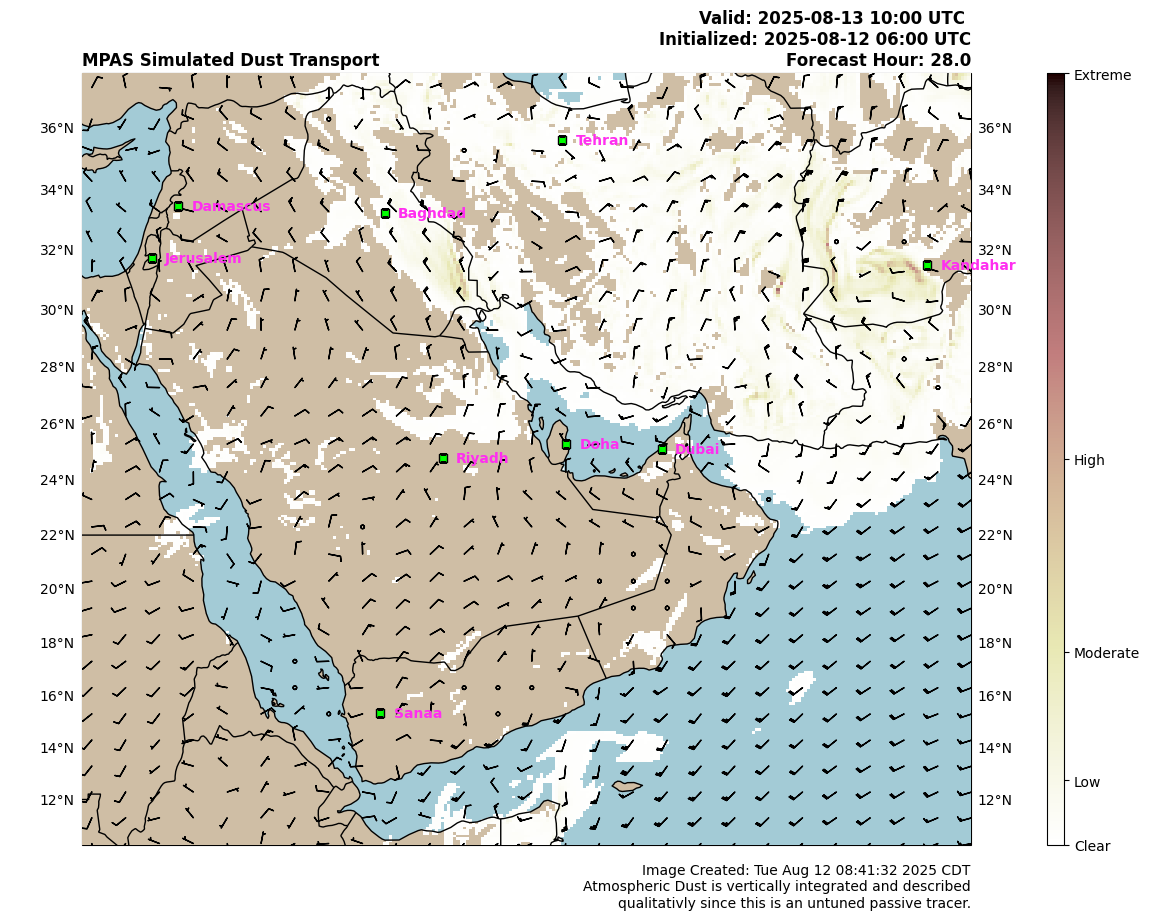 Valid: 2025-08-13 10:00 UTC
Initialized: 2025-08-12 06:00 UTC
MPAS Simulated Dust Transport Forecast Hour: 28.0
Extreme
36°N Tehran 36°N
34°N Damascus Baghdad 34°N
32°N Jerusalem Kandahar 32°N
30°N 30°N
28°N 28°N
26°N Doha Dubai 26°N
Riyadh High
24°N 24°N
22°N 22°N
20°N 20°N
18°N 18°N
Moderate
16°N Sanaa 16°N
14°N 14°N
Low
12°N 12°N
Clear
Image Created: Tue Aug 12 08:41:32 2025 CDT
Atmospheric Dust is vertically integrated and described
qualitativly since this is an untuned passive tracer.